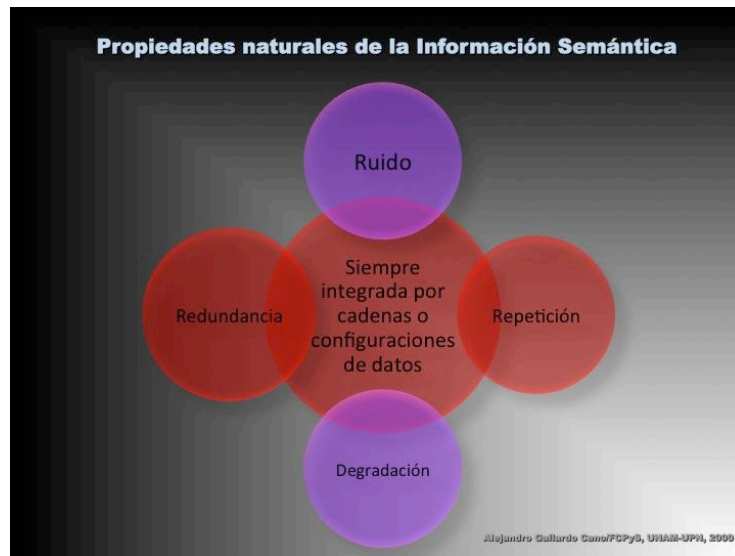 Propiedades naturales de la Información Semántica
Ruido
Redundancia
Siempre
integrada por
cadenas o
configuraciones
de datos
Repetición
Degradación
Alejandro Gallardo Cano/FCPyS, UNAM-UPN, 2009